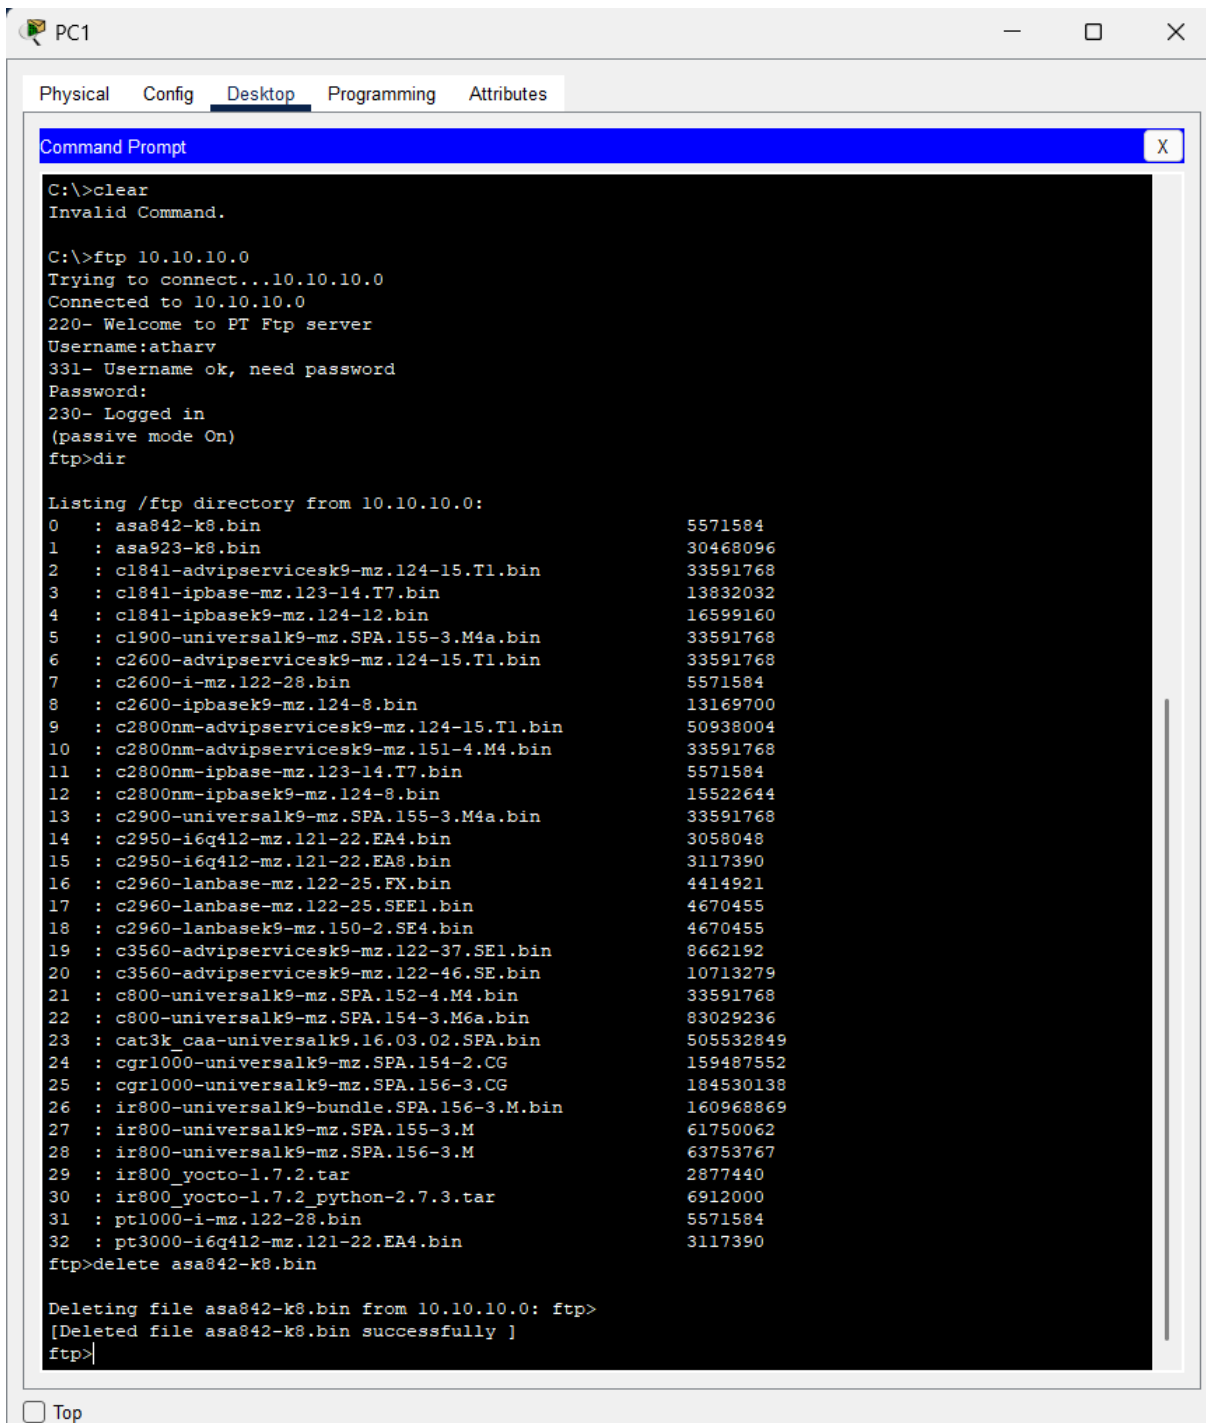 PC1
Physical Config Desktop Programming Attributes
Command Prompt X
C:\>clear
Invalid Command.
C:\>ftp 10.10.10.0
Trying to connect...10.10.10.0
Connected to 10.10.10.0
220- Welcome to PT Ftp server
Username:atharv
331- Username ok, need password
Password:
230- Logged in
(passive mode On)
ftp>dir
Listing /ftp directory from 10.10.10.0:
0 : asa842-k8.bin 5571584
1 : asa923-k8.bin 30468096
2 : c1841-advipservicesk9-mz.124-15.T1.bin 33591768
3 : c1841-ipbase-mz.123-14.T7.bin 13832032
4 : c1841-ipbasek9-mz.124-12.bin 16599160
5 : c1900-universalk9-mz.SPA.155-3.M4a.bin 33591768
6 : c2600-advipservicesk9-mz.124-15.T1.bin 33591768
7 : c2600-i-mz.122-28.bin 5571584
8 : c2600-ipbasek9-mz.124-8.bin 13169700
9 : c2800nm-advipservicesk9-mz.124-15.T1.bin 50938004
10 : c2800nm-advipservicesk9-mz.151-4.M4.bin 33591768
11 : c2800nm-ipbase-mz.123-14.T7.bin 5571584
12 : c2800nm-ipbasek9-mz.124-8.bin 15522644
13 : c2900-universalk9-mz.SPA.155-3.M4a.bin 33591768
14 : c2950-i6q4l2-mz.121-22.EA4.bin 3058048
15 : c2950-i6q4l2-mz.121-22.EA8.bin 3117390
16 : c2960-lanbase-mz.122-25.FX.bin 4414921
17 : c2960-lanbase-mz.122-25.SEE1.bin 4670455
18 : c2960-lanbasek9-mz.150-2.SE4.bin 4670455
19 : c3560-advipservicesk9-mz.122-37.SE1.bin 8662192
20 : c3560-advipservicesk9-mz.122-46.SE.bin 10713279
21 : c800-universalk9-mz.SPA.152-4.M4.bin 33591768
22 : c800-universalk9-mz.SPA.154-3.M6a.bin 83029236
23 : cat3k_caa-universalk9.16.03.02.SPA.bin 505532849
24 : cgr1000-universalk9-mz.SPA.154-2.CG 159487552
25 : cgr1000-universalk9-mz.SPA.156-3.CG 184530138
26 : ir800-universalk9-bundle.SPA.156-3.M.bin 160968869
27 : ir800-universalk9-mz.SPA.155-3.M 61750062
28 : ir800-universalk9-mz.SPA.156-3.M 63753767
29 : ir800_yocto-1.7.2.tar 2877440
30 : ir800_yocto-1.7.2_python-2.7.3.tar 6912000
31 : pt1000-i-mz.122-28.bin 5571584
32 : pt3000-i6q4l2-mz.121-22.EA4.bin 3117390
ftp>delete asa842-k8.bin
Deleting file asa842-k8.bin from 10.10.10.0: ftp>
[Deleted file asa842-k8.bin successfully ]
ftp>
Top